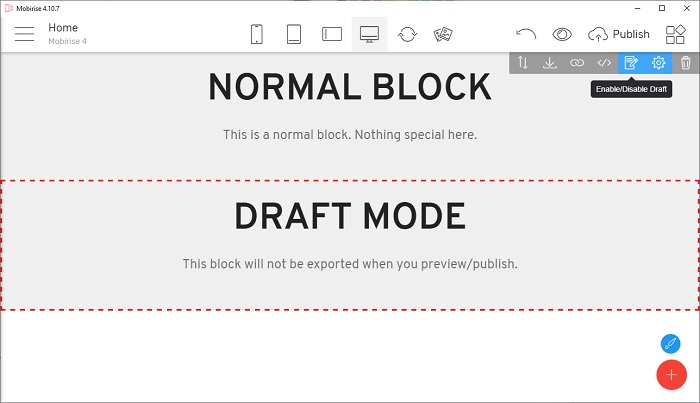 Mobirise 4.10.7
Home
Mobirise 4
Publish
Enable/Disable Draft
NORMAL BLOCK
This is a normal block. Nothing special here.
DRAFT MODE
This block will not be exported when you preview/publish.